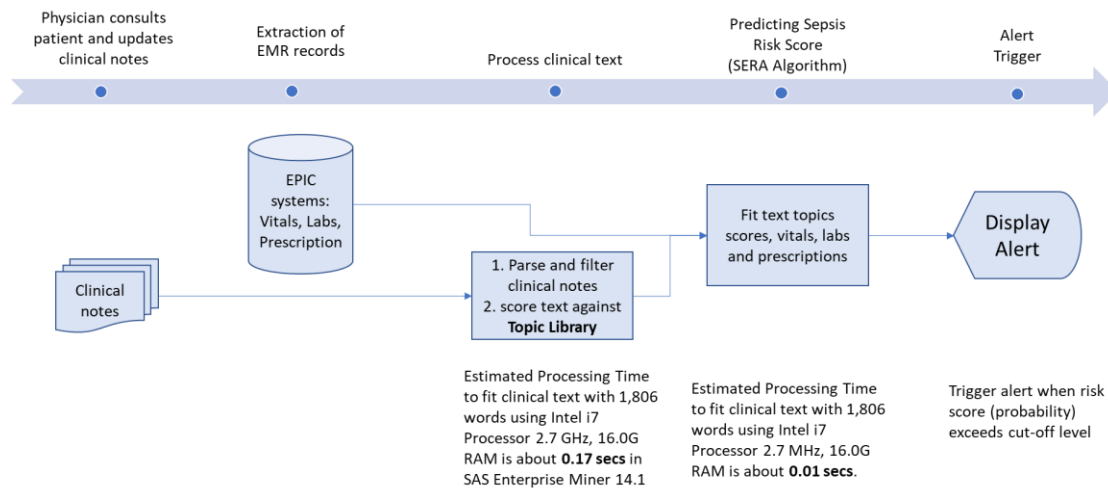 Physician consults
patient and updates
clinical notes
Extraction of
EMR records
Process clinical text
Predicting Sepsis
Risk Score
(SERA Algorithm)
Alert
Trigger
EPIC
systems:
Vitals, Labs,
Prescription
Clinical
notes
1. Parse and filter
clinical notes
2. score text against
Topic Library
Fit text topics
scores, vitals, labs
and prescriptions
Display
Alert
Estimated Processing Time
to fit clinical text with 1,806
words using Intel i7
Processor 2.7 GHz, 16.0G
RAM is about 0.17 secs in
SAS Enterprise Miner 14.1
Estimated Processing Time
to fit clinical text with 1,806
words using Intel i7
Processor 2.7 MHz, 16.0G
RAM is about 0.01 secs.
Trigger alert when risk
score (probability)
exceeds cut-off level